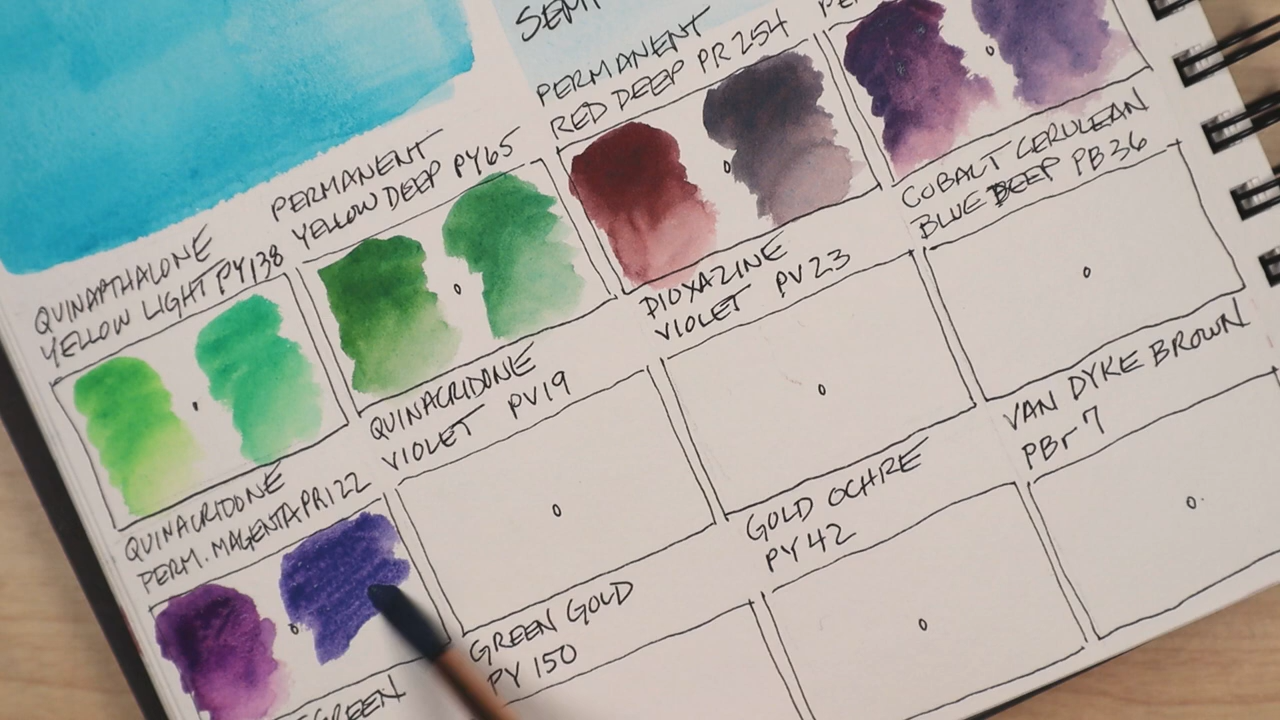 PERMANENT
RED DEEP PR254
PERMANENT
YELLOW DEEP PY65
QUINAPTHALONE
YELLOW LIGHT PY138
COBALT CERULEAN
BLUE DEEP PB36
DIOXAZINE
VIOLET PV23
QUINACRIDONE
VIOLET PV19
QUINACRIDONE
PERM. MAGENTA PR122
VAN DYKE BROWN
PBr7
GOLD OCHRE
PY42
GREEN GOLD
PY 150
GREEN